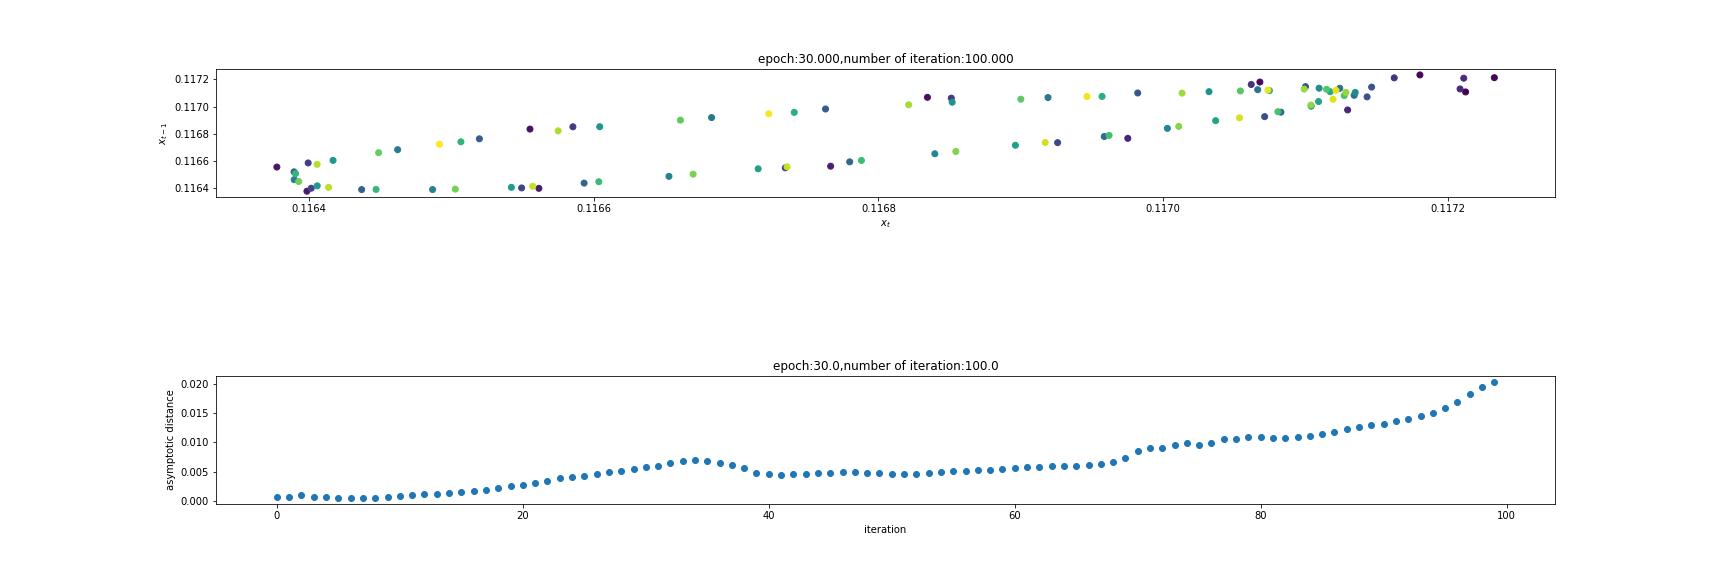 epoch:30.000,number of iteration:100.000
0.1172
0.1170
0.1168
0.1166
0.1164
x_{t-1}
0.1164 0.1166 0.1168 0.1170 0.1172
x_t
epoch:30.0,number of iteration:100.0
0.020
0.015
0.010
0.005
0.000
asymptotic distance
0 20 40 60 80 100
iteration